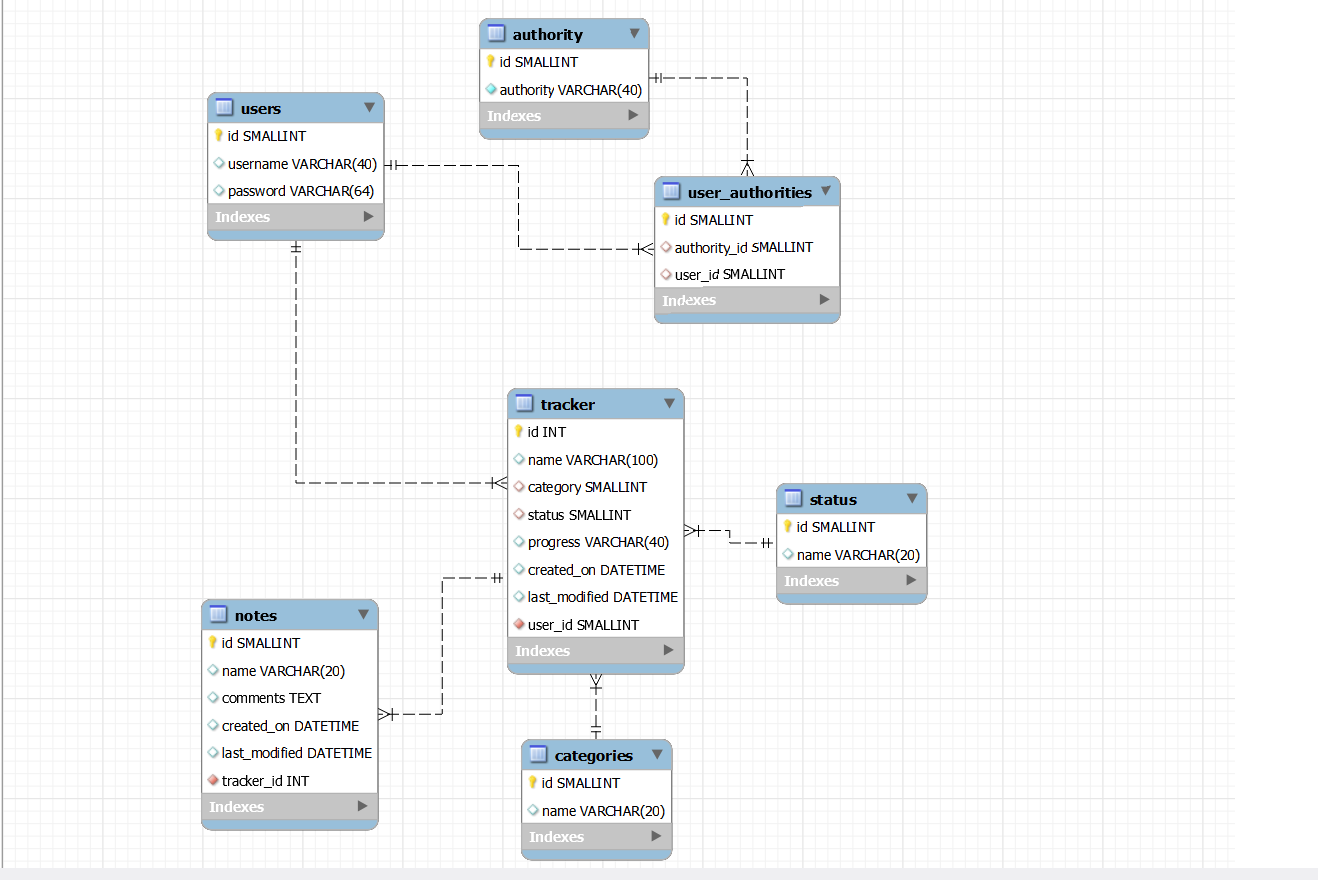 authority
id SMALLINT
authority VARCHAR(40)
Indexes
users
id SMALLINT
username VARCHAR(40)
password VARCHAR(64)
Indexes
user_authorities
id SMALLINT
authority_id SMALLINT
user_id SMALLINT
Indexes
tracker
id INT
name VARCHAR(100)
category SMALLINT
status SMALLINT
progress VARCHAR(40)
created_on DATETIME
last_modified DATETIME
user_id SMALLINT
Indexes
status
id SMALLINT
name VARCHAR(20)
Indexes
notes
id SMALLINT
name VARCHAR(20)
comments TEXT
created_on DATETIME
last_modified DATETIME
tracker_id INT
Indexes
categories
id SMALLINT
name VARCHAR(20)
Indexes